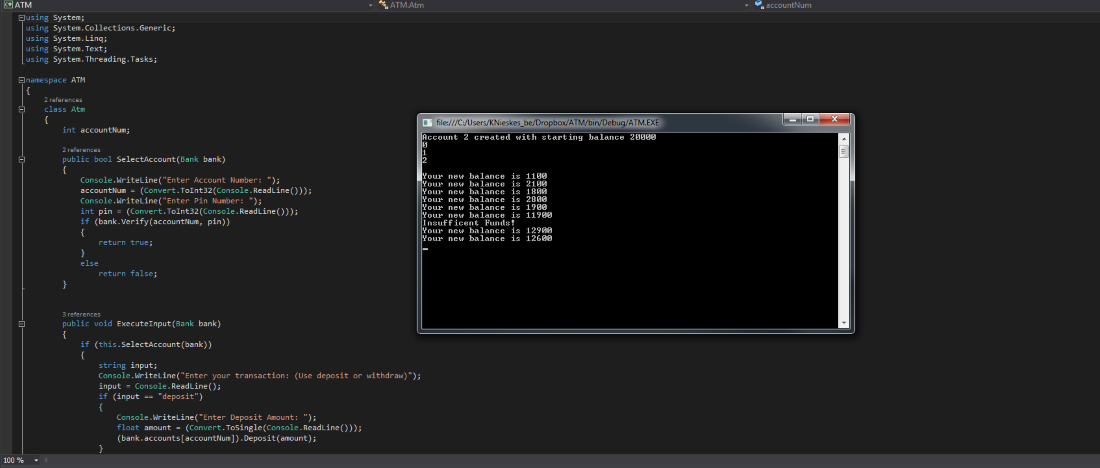 ATM
ATM.Atm
accountNum
using System;
using System.Collections.Generic;
using System.Linq;
using System.Text;
using System.Threading.Tasks;
namespace ATM
{
2 references
class Atm
{
int accountNum;
2 references
public bool SelectAccount(Bank bank)
{
Console.WriteLine("Enter Account Number: ");
accountNum = (Convert.ToInt32(Console.ReadLine()));
Console.WriteLine("Enter Pin Number: ");
int pin = (Convert.ToInt32(Console.ReadLine()));
if (bank.Verify(accountNum, pin))
{
return true;
}
else
return false;
}
3 references
public void ExecuteInput(Bank bank)
{
if (this.SelectAccount(bank))
{
string input;
Console.WriteLine("Enter your transaction: (Use deposit or withdraw)");
input = Console.ReadLine();
if (input == "deposit")
{
Console.WriteLine("Enter Deposit Amount: ");
float amount = (Convert.ToSingle(Console.ReadLine()));
(bank.accounts[accountNum]).Deposit(amount);
}
100 %
file:///C:/Users/KNieskes_be/Dropbox/ATM/bin/Debug/ATM.EXE
Account 2 created with starting balance 20000
0
1
2
Your new balance is 1100
Your new balance is 2100
Your new balance is 1800
Your new balance is 2800
Your new balance is 1900
Your new balance is 11900
Insufficent Funds!
Your new balance is 12900
Your new balance is 12600